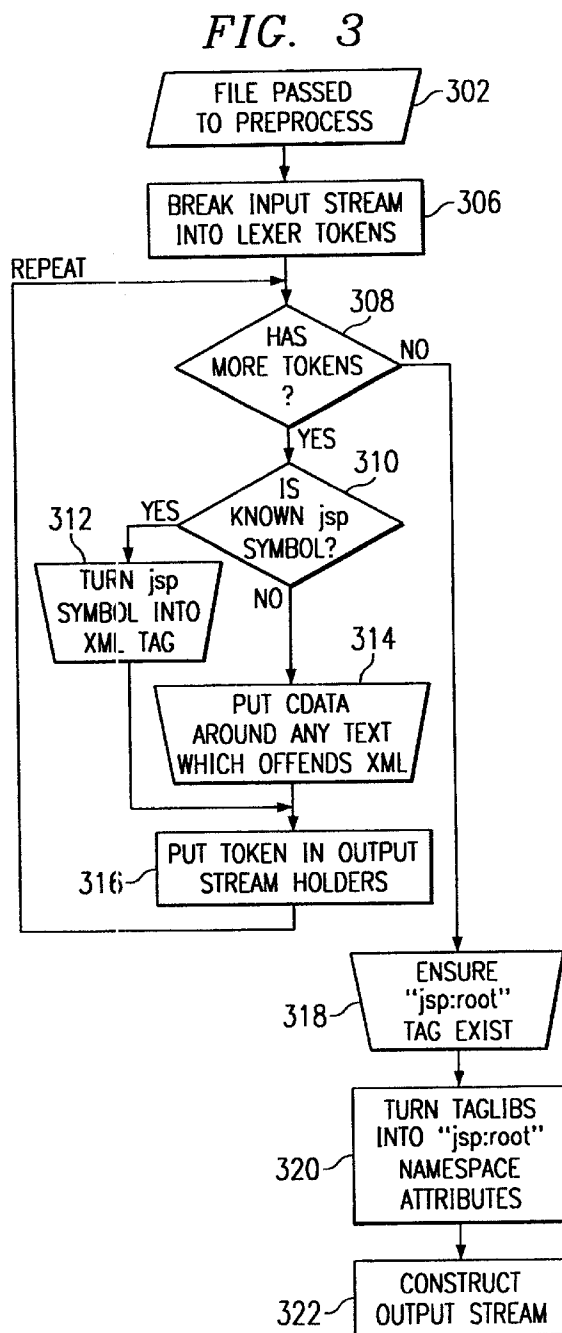 FIG. 3
FILE PASSED
TO PREPROCESS
302
BREAK INPUT STREAM
INTO LEXER TOKENS
306
REPEAT
308
HAS
MORE TOKENS
?
NO
YES
310
IS
KNOWN jsp
SYMBOL?
YES
312
TURN jsp
SYMBOL INTO
XML TAG
NO
314
PUT CDATA
AROUND ANY TEXT
WHICH OFFENDS XML
PUT TOKEN IN OUTPUT
STREAM HOLDERS
316
ENSURE
"jsp:root"
TAG EXIST
318
TURN TAGLIBS
INTO "jsp:root"
NAMESPACE
ATTRIBUTES
320
CONSTRUCT
OUTPUT STREAM
322